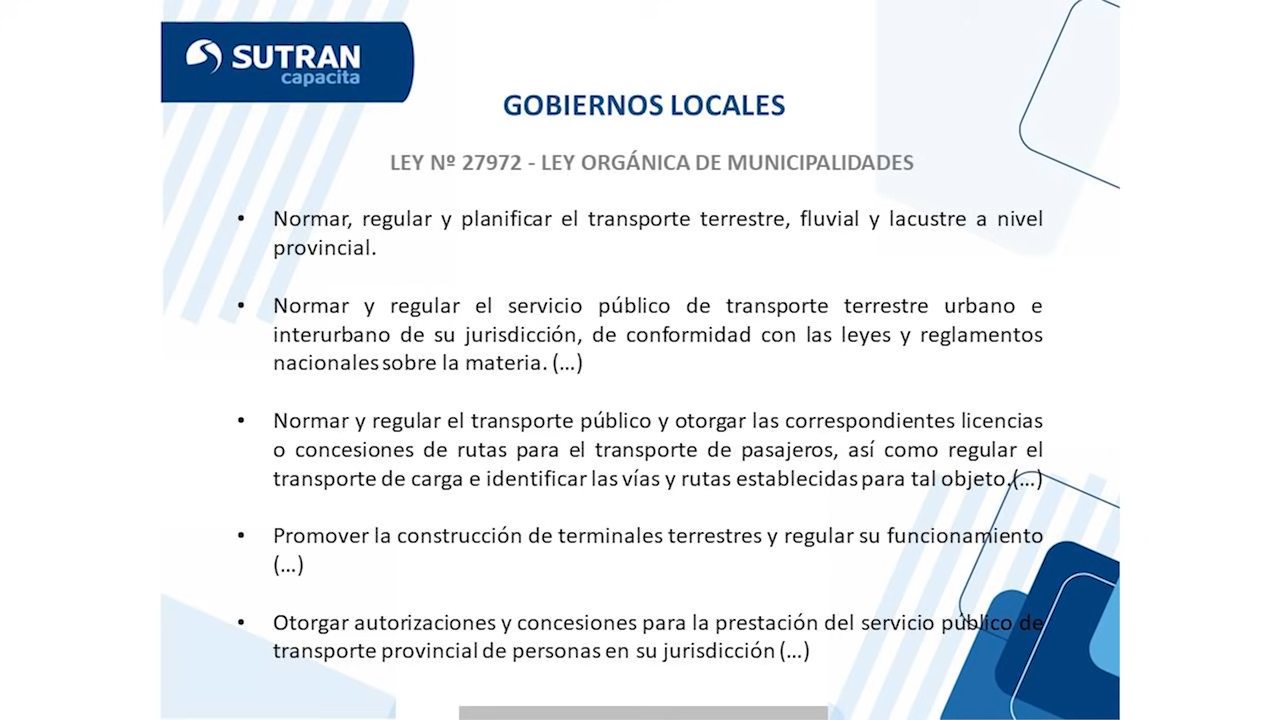 SUTRAN
capacita
GOBIERNOS LOCALES
LEY Nº 27972 - LEY ORGÁNICA DE MUNICIPALIDADES
• Normar, regular y planificar el transporte terrestre, fluvial y lacustre a nivel
provincial.
• Normar y regular el servicio público de transporte terrestre urbano e
interurbano de su jurisdicción, de conformidad con las leyes y reglamentos
nacionales sobre la materia. (…)
• Normar y regular el transporte público y otorgar las correspondientes licencias
o concesiones de rutas para el transporte de pasajeros, así como regular el
transporte de carga e identificar las vías y rutas establecidas para tal objeto.(…)
• Promover la construcción de terminales terrestres y regular su funcionamiento
(…)
• Otorgar autorizaciones y concesiones para la prestación del servicio público de
transporte provincial de personas en su jurisdicción (…)